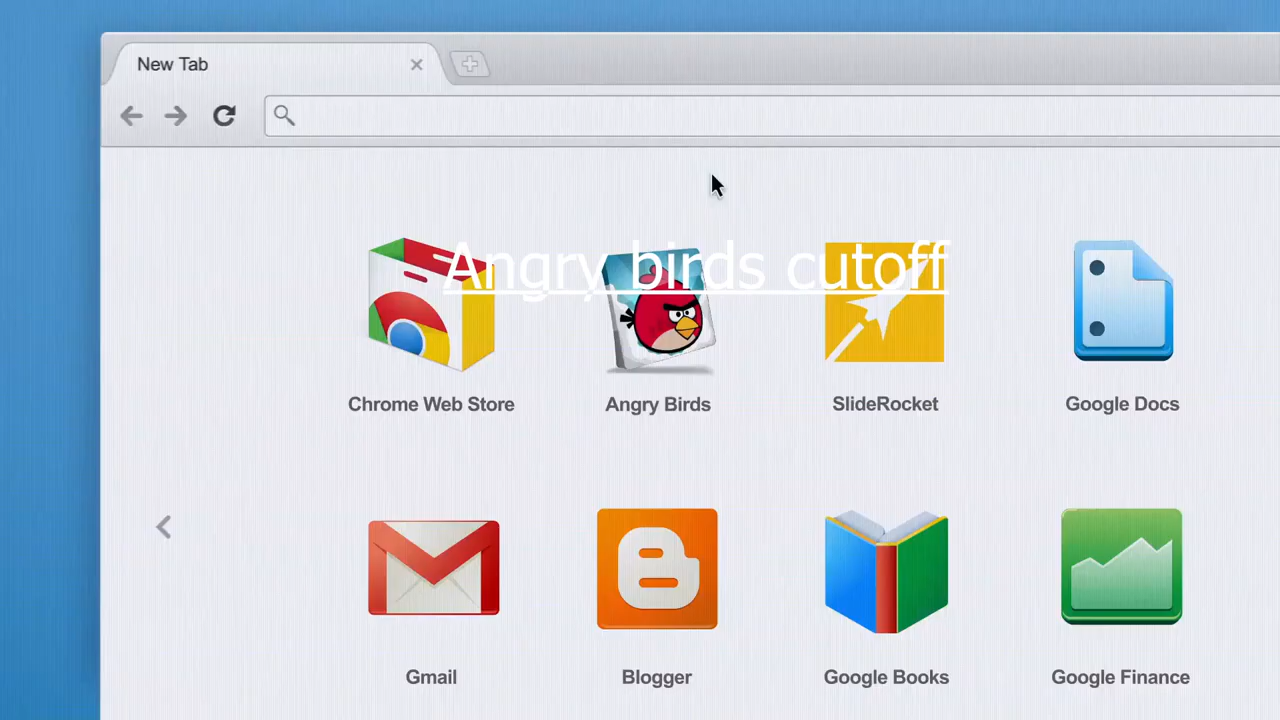 New Tab
Angry birds cutoff
Chrome Web Store
Angry Birds
SlideRocket
Google Docs
Gmail
Blogger
Google Books
Google Finance